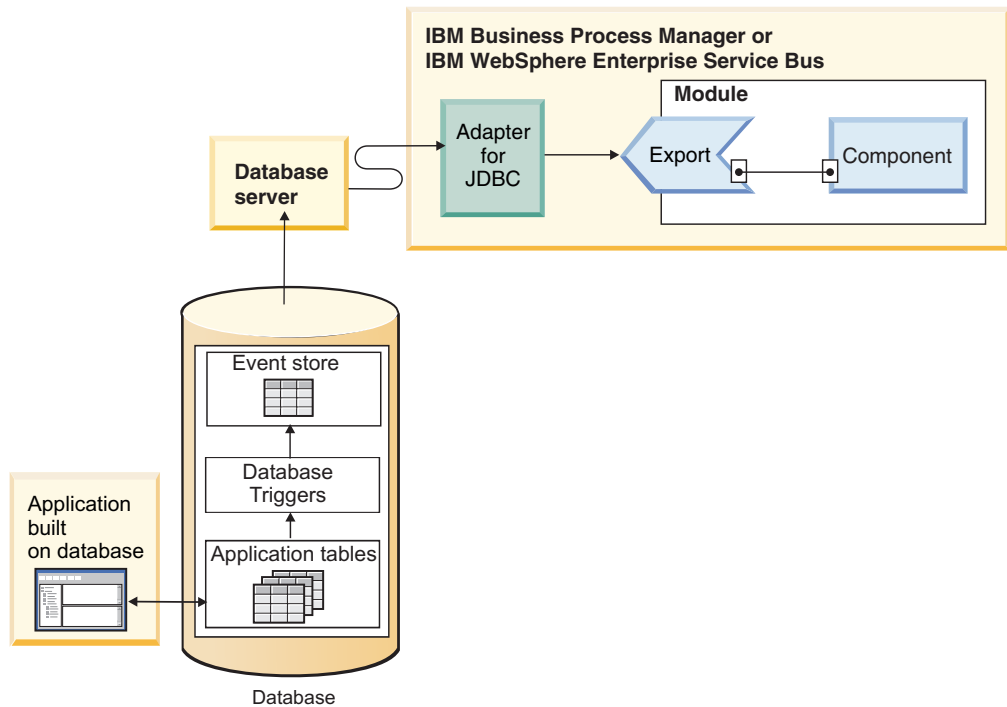 IBM Business Process Manager or
IBM WebSphere Enterprise Service Bus
Module
Adapter
for
JDBC
Export
Component
Database
server
Event store
Database
Triggers
Application tables
Application
built
on database
Database